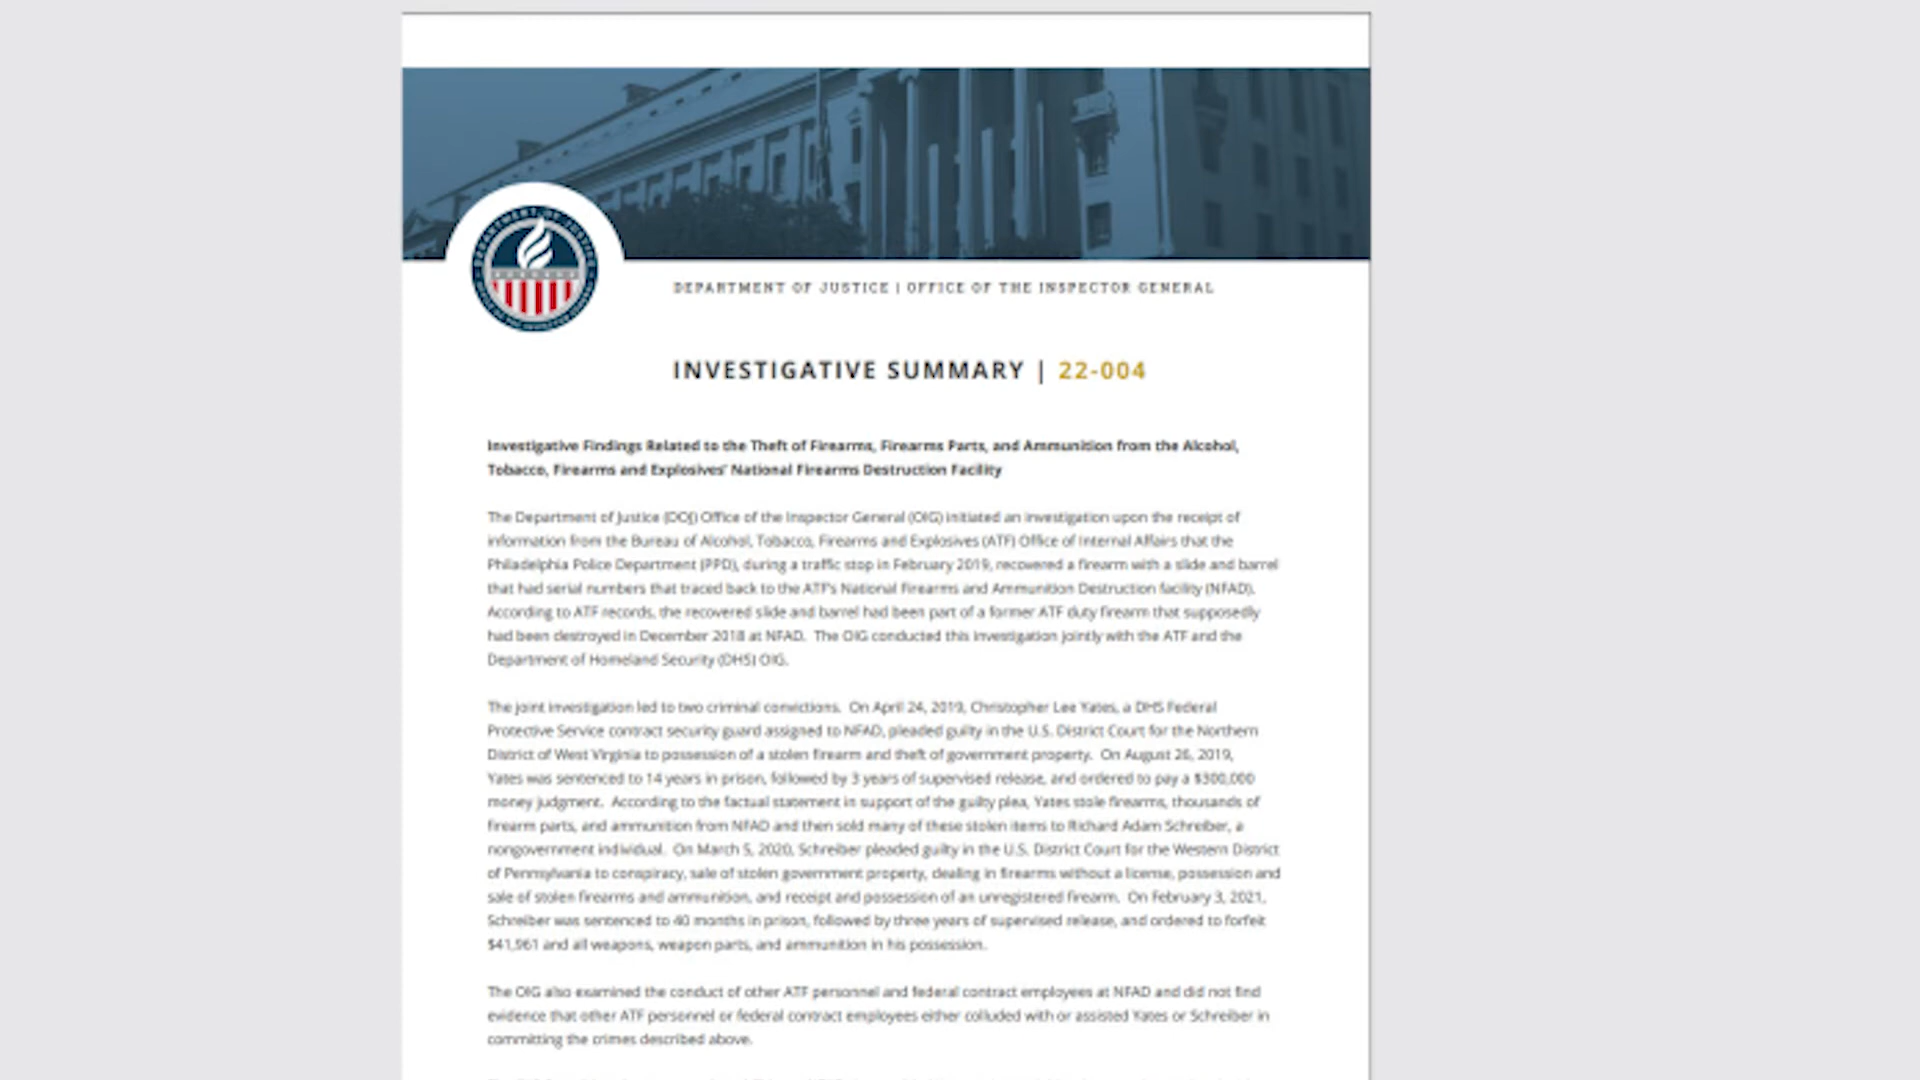 DEPARTMENT OF JUSTICE
DEPARTMENT OF JUSTICE | OFFICE OF THE INSPECTOR GENERAL
INVESTIGATIVE SUMMARY | 22-004
Investigative Findings Related to the Theft of Firearms, Firearms Parts, and Ammunition from the Alcohol,
Tobacco, Firearms and Explosives' National Firearms Destruction Facility
The Department of Justice (DOJ) Office of the Inspector General (OIG) initiated an investigation upon the receipt of
information from the Bureau of Alcohol, Tobacco, Firearms and Explosives (ATF) Office of Internal Affairs that the
Philadelphia Police Department (PPD), during a traffic stop in February 2019, recovered a firearm with a slide and barrel
that had serial numbers that traced back to the ATF's National Firearms and Ammunition Destruction facility (NFAD).
According to ATF records, the recovered slide and barrel had been part of a former ATF duty firearm that supposedly
had been destroyed in December 2018 at NFAD. The OIG conducted this investigation jointly with the ATF and the
Department of Homeland Security (DHS) OIG.
The joint investigation led to two criminal convictions. On April 24, 2019, Christopher Lee Yates, a DHS Federal
Protective Service contract security guard assigned to NFAD, pleaded guilty in the U.S. District Court for the Northern
District of West Virginia to possession of a stolen firearm and theft of government property. On August 26, 2019,
Yates was sentenced to 14 years in prison, followed by 3 years of supervised release, and ordered to pay a $300,000
money judgment. According to the factual statement in support of the guilty plea, Yates stole firearms, thousands of
firearm parts, and ammunition from NFAD and then sold many of these stolen items to Richard Adam Schreiber, a
nongovernment individual. On March 5, 2020, Schreiber pleaded guilty in the U.S. District Court for the Western District
of Pennsylvania to conspiracy, sale of stolen government property, dealing in firearms without a license, possession and
sale of stolen firearms and ammunition, and receipt and possession of an unregistered firearm. On February 3, 2021,
Schreiber was sentenced to 40 months in prison, followed by three years of supervised release, and ordered to forfeit
$41,961 and all weapons, weapon parts, and ammunition in his possession.
The OIG also examined the conduct of other ATF personnel and federal contract employees at NFAD and did not find
evidence that other ATF personnel or federal contract employees either colluded with or assisted Yates or Schreiber in
committing the crimes described above.